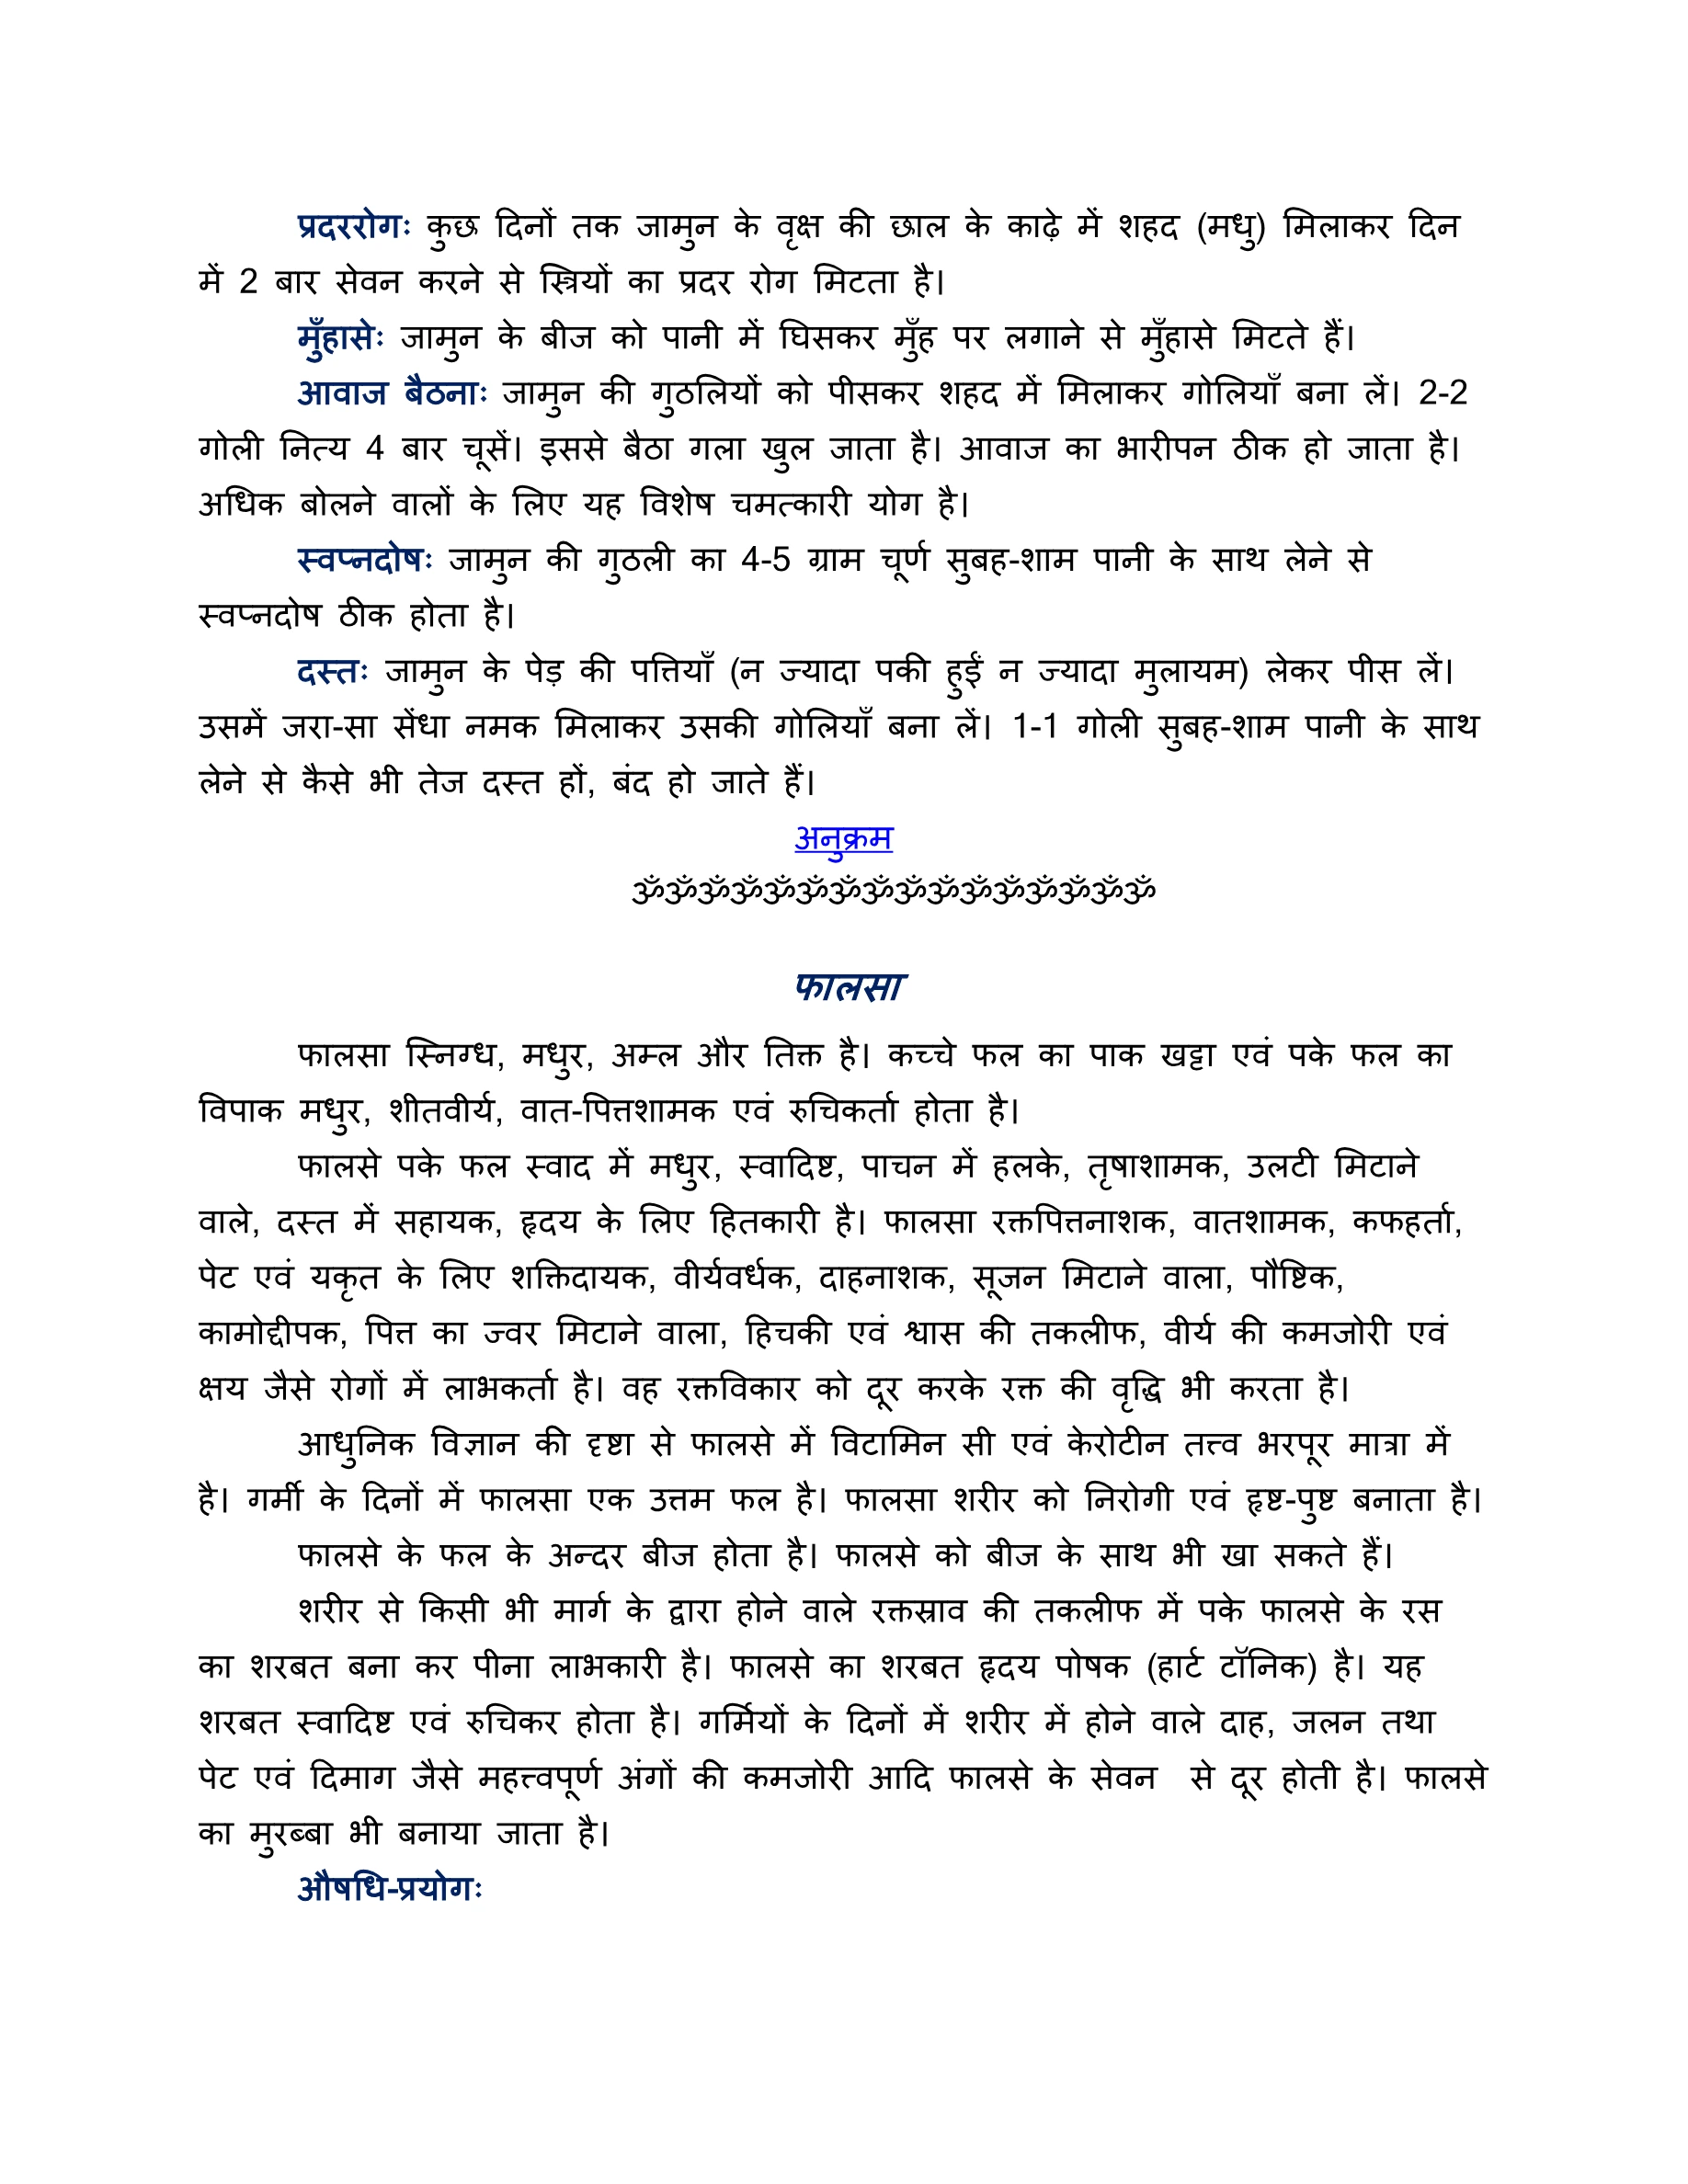 प्रदररोगः कुछ दिनों तक जामुन के वृक्ष की छाल के काढ़े में शहद (मधु) मिलाकर दिन
में 2 बार सेवन करने से स्त्रियों का प्रदर रोग मिटता है।
मुँहासेः जामुन के बीज को पानी में घिसकर मुँह पर लगाने से मुँहासे मिटते हैं।
आवाज बैठनाः जामुन की गुठलियों को पीसकर शहद में मिलाकर गोलियाँ बना लें। 2-2
गोली नित्य 4 बार चूसें। इससे बैठा गला खुल जाता है। आवाज का भारीपन ठीक हो जाता है।
अधिक बोलने वालों के लिए यह विशेष चमत्कारी योग है।
स्वप्नदोषः जामुन की गुठली का 4-5 ग्राम चूर्ण सुबह-शाम पानी के साथ लेने से
स्वप्नदोष ठीक होता है।
दस्तः जामुन के पेड़ की पत्तियाँ (न ज्यादा पकी हुईं न ज्यादा मुलायम) लेकर पीस लें।
उसमें जरा-सा सेंधा नमक मिलाकर उसकी गोलियाँ बना लें। 1-1 गोली सुबह-शाम पानी के साथ
लेने से कैसे भी तेज दस्त हों, बंद हो जाते हैं।
अनुक्रम
ॐॐॐॐॐॐॐॐॐॐॐॐॐॐॐॐ
फालसा
फालसा स्निग्ध, मधुर, अम्ल और तिक्त है। कच्चे फल का पाक खट्टा एवं पके फल का
विपाक मधुर, शीतवीर्य, वात-पित्तशामक एवं रुचिकर्ता होता है।
फालसे पके फल स्वाद में मधुर, स्वादिष्ट, पाचन में हलके, तृषाशामक, उलटी मिटाने
वाले, दस्त में सहायक, हृदय के लिए हितकारी है। फालसा रक्तपित्तनाशक, वातशामक, कफहर्ता,
पेट एवं यकृत के लिए शक्तिदायक, वीर्यवर्धक, दाहनाशक, सूजन मिटाने वाला, पौष्टिक,
कामोद्दीपक, पित्त का ज्वर मिटाने वाला, हिचकी एवं श्वास की तकलीफ, वीर्य की कमजोरी एवं
क्षय जैसे रोगों में लाभकर्ता है। वह रक्तविकार को दूर करके रक्त की वृद्धि भी करता है।
आधुनिक विज्ञान की दृष्टा से फालसे में विटामिन सी एवं केरोटीन तत्त्व भरपूर मात्रा में
है। गर्मी के दिनों में फालसा एक उत्तम फल है। फालसा शरीर को निरोगी एवं हृष्ट-पुष्ट बनाता है।
फालसे के फल के अन्दर बीज होता है। फालसे को बीज के साथ भी खा सकते हैं।
शरीर से किसी भी मार्ग के द्वारा होने वाले रक्तस्राव की तकलीफ में पके फालसे के रस
का शरबत बना कर पीना लाभकारी है। फालसे का शरबत हृदय पोषक (हार्ट टॉनिक) है। यह
शरबत स्वादिष्ट एवं रुचिकर होता है। गर्मियों के दिनों में शरीर में होने वाले दाह, जलन तथा
पेट एवं दिमाग जैसे महत्त्वपूर्ण अंगों की कमजोरी आदि फालसे के सेवन से दूर होती है। फालसे
का मुरब्बा भी बनाया जाता है।
औषधि-प्रयोगः